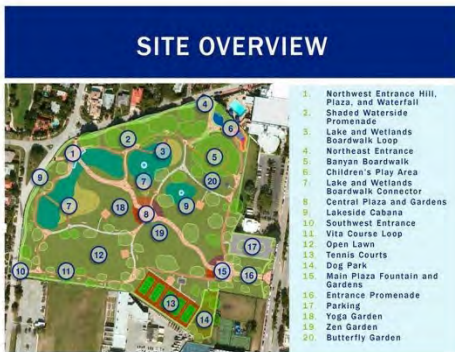 SITE OVERVIEW
1. Northwest Entrance Hill,
Plaza, and Waterfall
2. Shaded Waterside
Promenade
3. Lake and Wetlands
Boardwalk Loop
4. Northeast Entrance
5. Banyan Boardwalk
6. Children's Play Area
7. Lake and Wetlands
Boardwalk Connector
8. Central Plaza and Gardens
9. Lakeside Cabana
10. Southwest Entrance
11. Vita Course Loop
12. Open Lawn
13. Tennis Courts
14. Dog Park
15. Main Plaza Fountain and
Gardens
16. Entrance Promenade
17. Parking
18. Yoga Garden
19. Zen Garden
20. Butterfly Garden
4
6
2
3
5
1
7
20
9
9
7
18
8
19
17
12
10
11
15
16
13
14